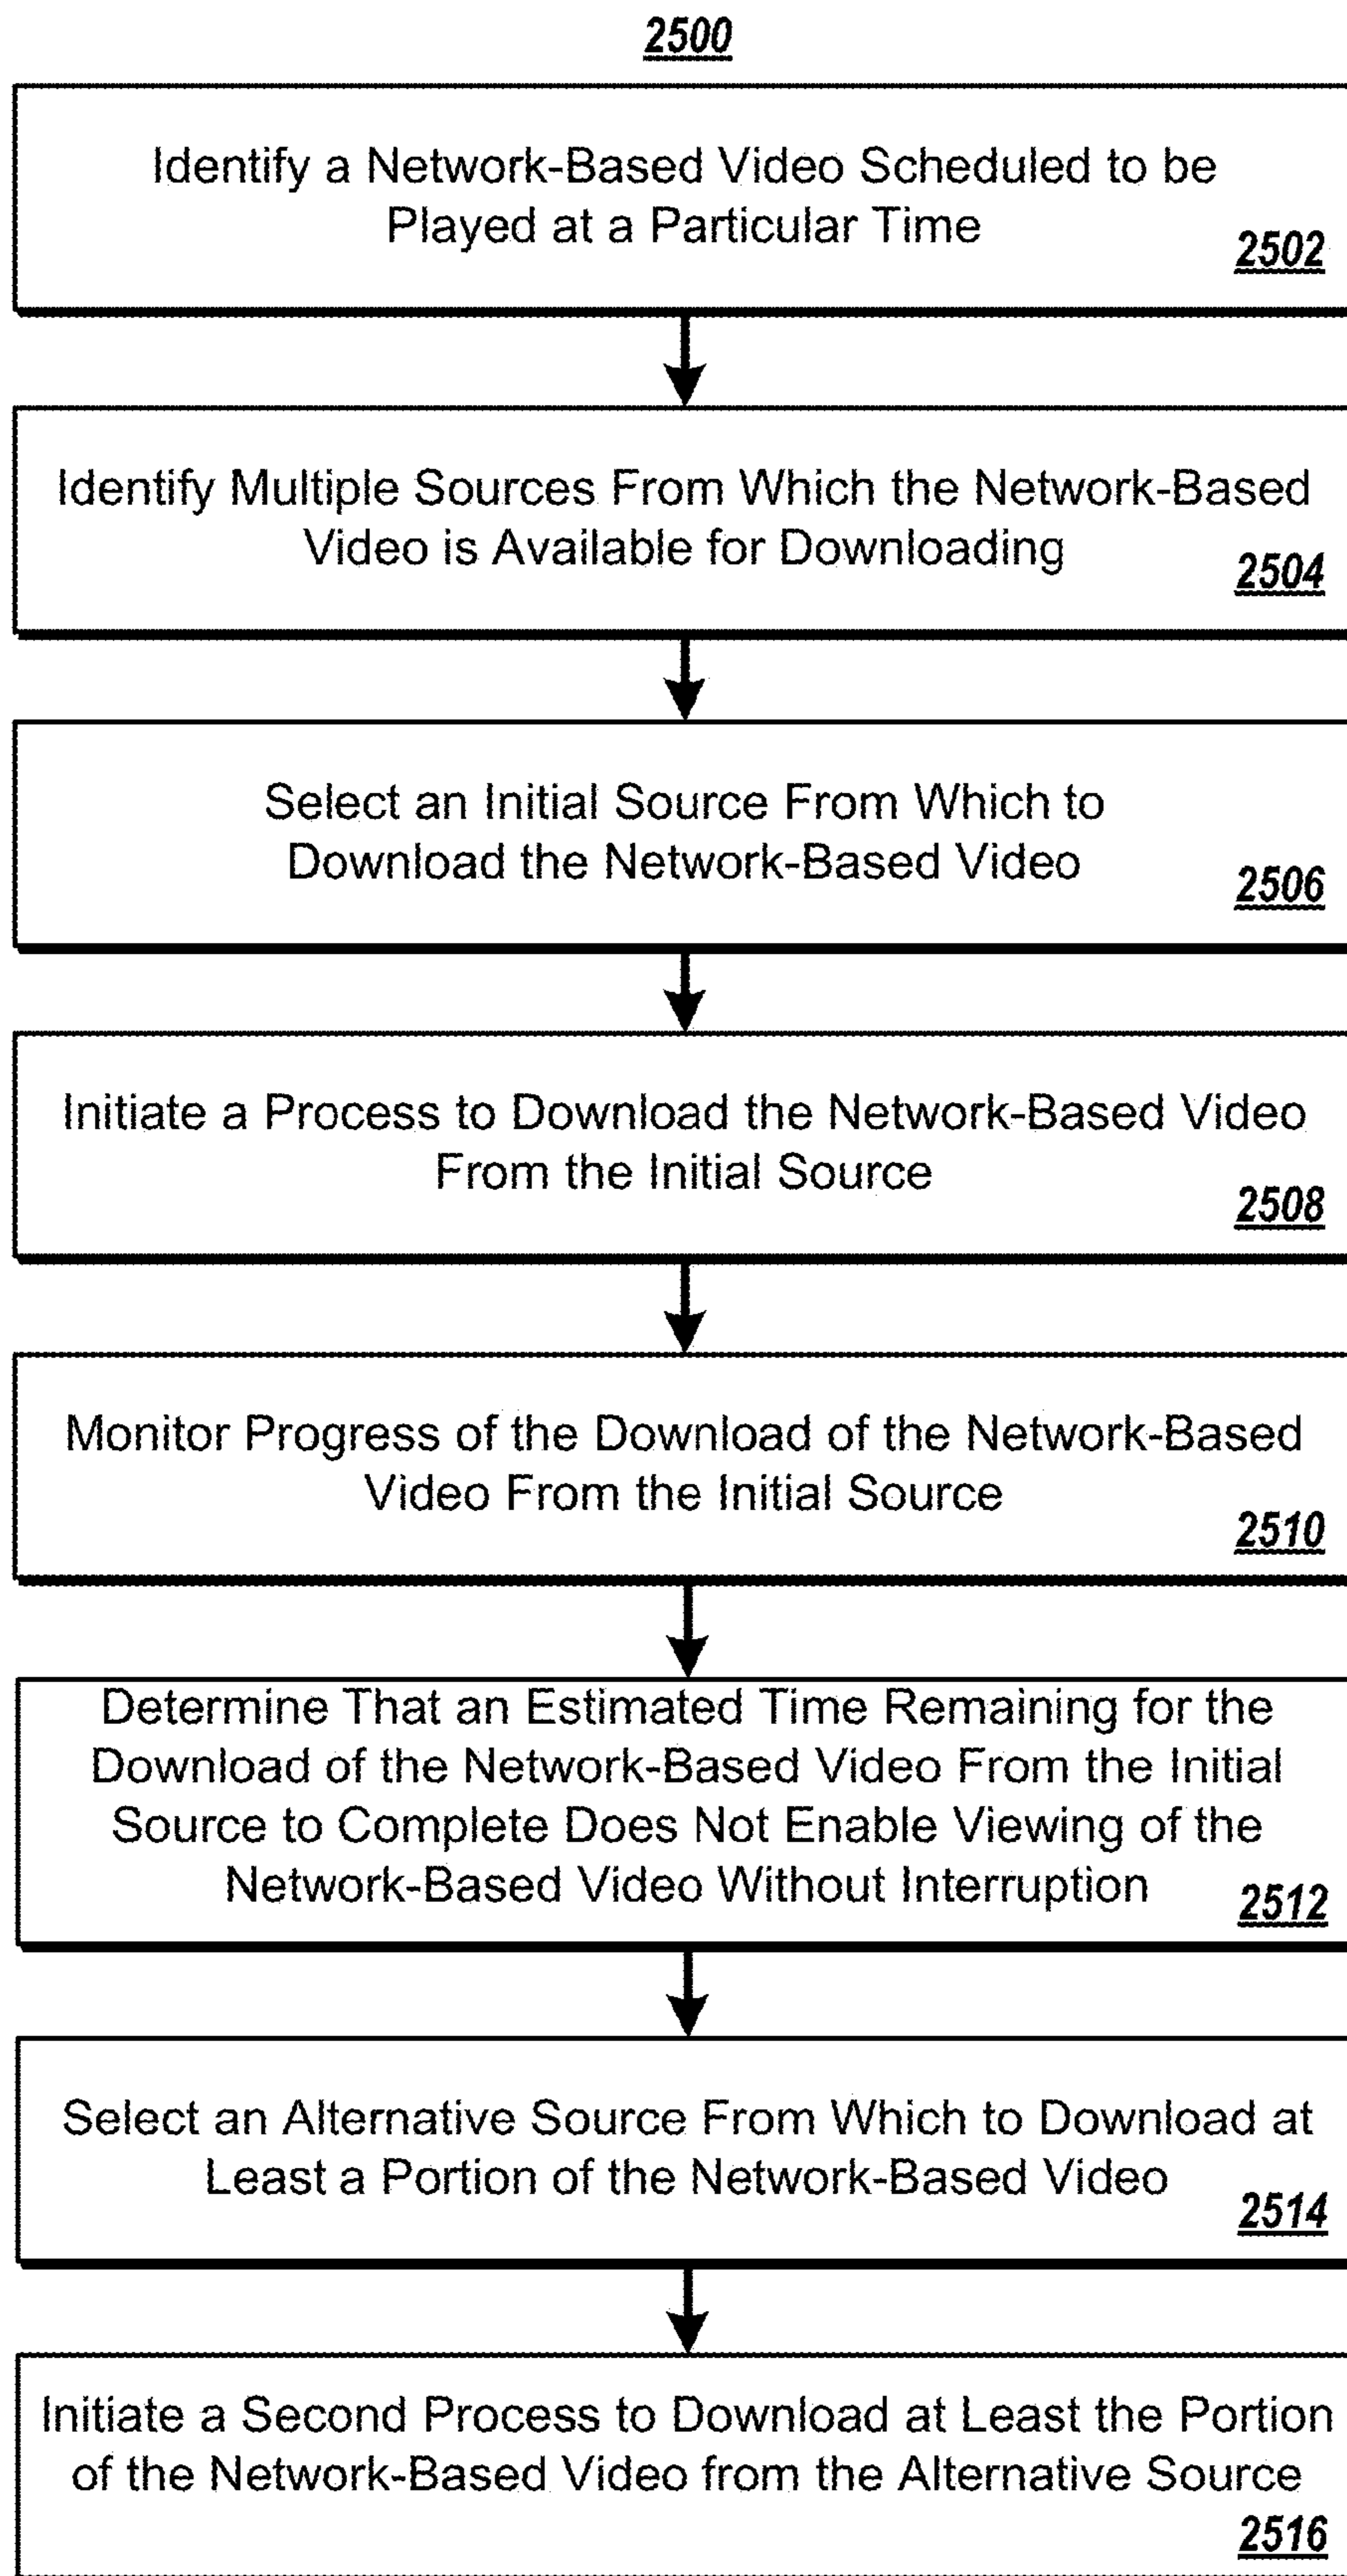 2500
Identify a Network-Based Video Scheduled to be
Played at a Particular Time
2502
Identify Multiple Sources From Which the Network-Based
Video is Available for Downloading
2504
Select an Initial Source From Which to
Download the Network-Based Video
2506
Initiate a Process to Download the Network-Based Video
From the Initial Source
2508
Monitor Progress of the Download of the Network-Based
Video From the Initial Source
2510
Determine That an Estimated Time Remaining for the
Download of the Network-Based Video From the Initial
Source to Complete Does Not Enable Viewing of the
Network-Based Video Without Interruption
2512
Select an Alternative Source From Which to Download at
Least a Portion of the Network-Based Video
2514
Initiate a Second Process to Download at Least the Portion
of the Network-Based Video from the Alternative Source
2516